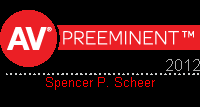 AV® PREEMINENT™
2012
Spencer P. Scheer